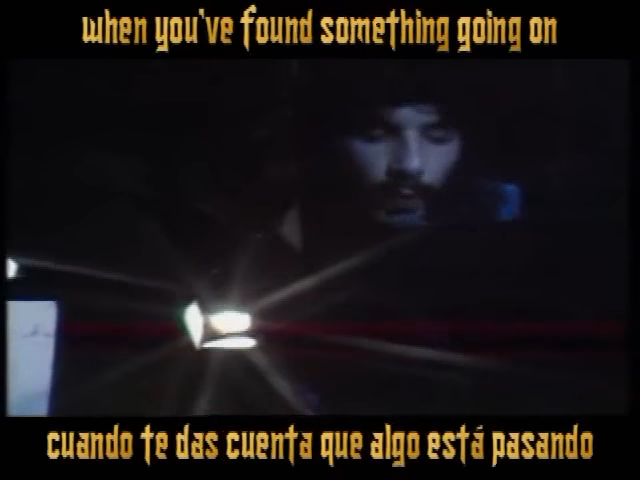 when you've found something going on
cuando te das cuenta que algo está pasando